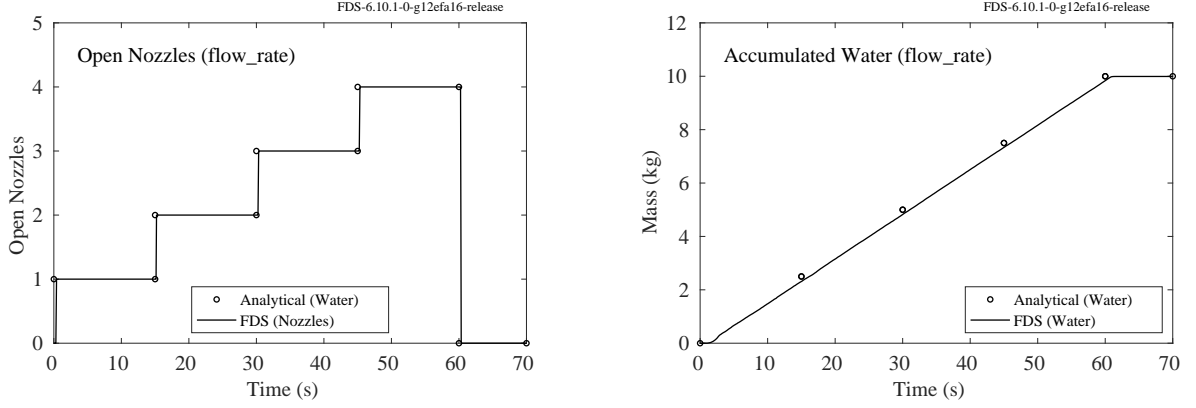 FDS-6.10.1-0-g12efa16-release
Open Nozzles (flow_rate)
5
4
3
2
1
0
Open Nozzles
Analytical (Water)
FDS (Nozzles)
0 10 20 30 40 50 60 70
Time (s)
FDS-6.10.1-0-g12efa16-release
Accumulated Water (flow_rate)
12
10
8
6
4
2
0
Mass (kg)
Analytical (Water)
FDS (Water)
0 10 20 30 40 50 60 70
Time (s)